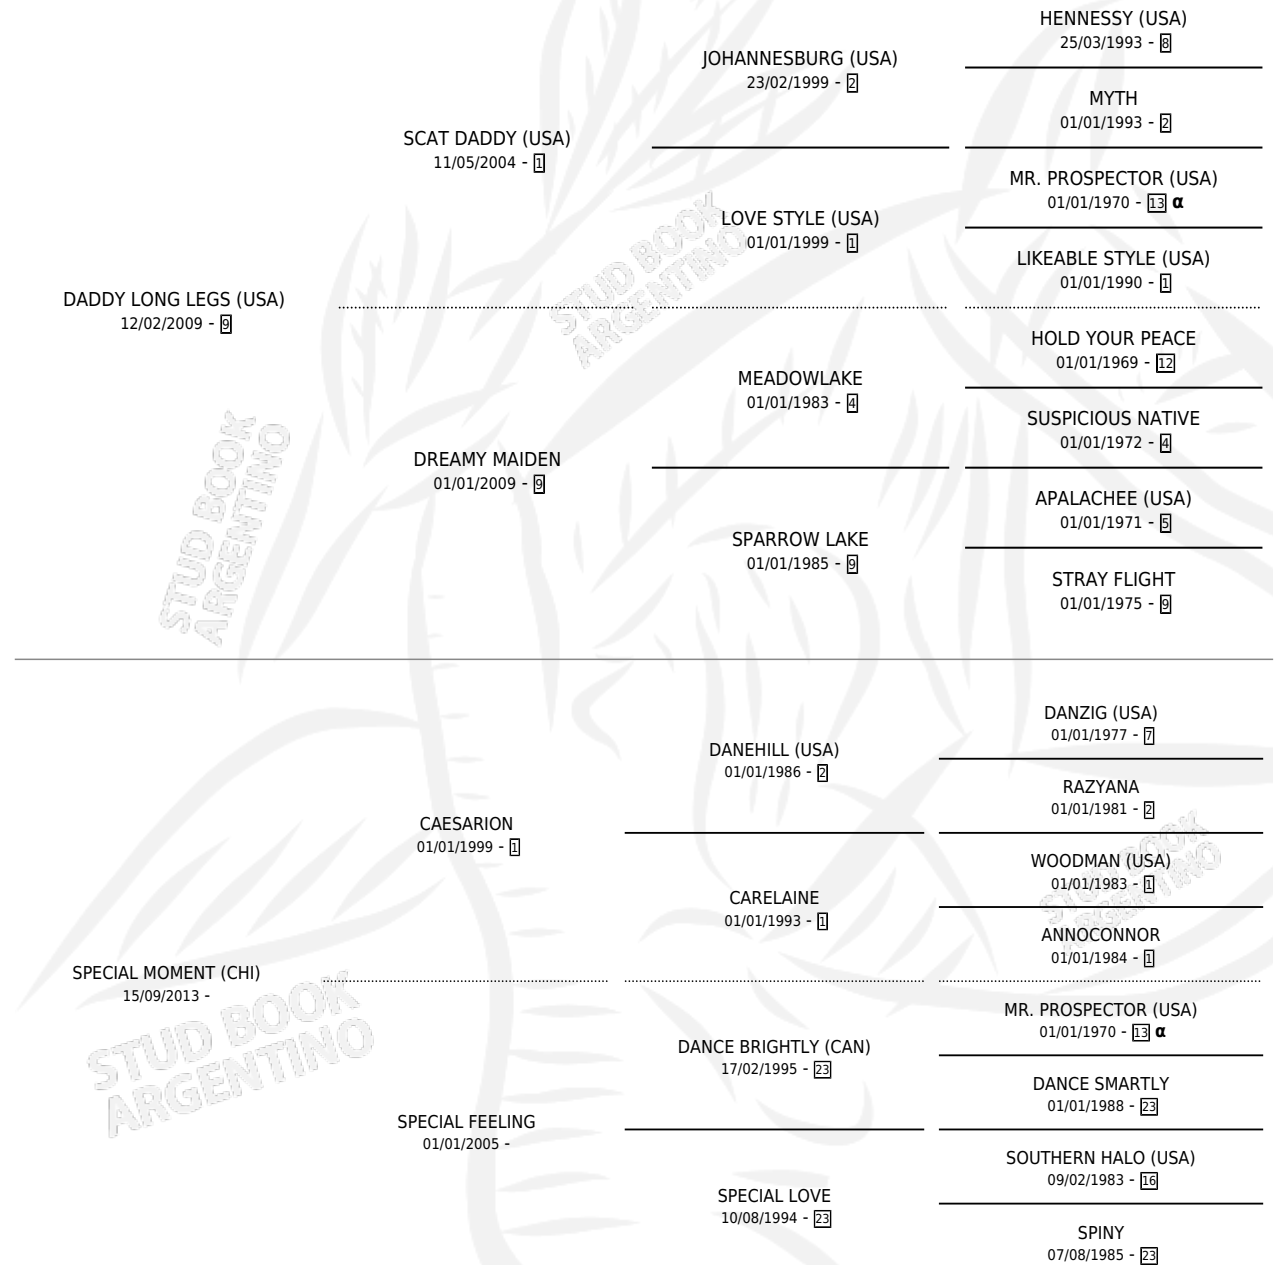 HENNESSY (USA)
25/03/1993 - 8
JOHANNESBURG (USA)
23/02/1999 - 2
MYTH
01/01/1993 - 2
SCAT DADDY (USA)
11/05/2004 - 1
MR. PROSPECTOR (USA)
01/01/1970 - 13 α
LOVE STYLE (USA)
01/01/1999 - 1
LIKEABLE STYLE (USA)
01/01/1990 - 1
STUD BOOK
ARGENTINO
DADDY LONG LEGS (USA)
12/02/2009 - 9
HOLD YOUR PEACE
01/01/1969 - 12
MEADOWLAKE
01/01/1983 - 4
SUSPICIOUS NATIVE
01/01/1972 - 4
DREAMY MAIDEN
01/01/2009 - 9
APALACHEE (USA)
01/01/1971 - 5
SPARROW LAKE
01/01/1985 - 9
STRAY FLIGHT
01/01/1975 - 9
STUD BOOK
ARGENTINO
DANZIG (USA)
01/01/1977 - 7
DANEHILL (USA)
01/01/1986 - 2
RAZYANA
01/01/1981 - 2
CAESARION
01/01/1999 - 1
WOODMAN (USA)
01/01/1983 - 1
CARELAINE
01/01/1993 - 1
ANNOCONNOR
01/01/1984 - 1
STUD BOOK
ARGENTINO
SPECIAL MOMENT (CHI)
15/09/2013 -
MR. PROSPECTOR (USA)
01/01/1970 - 13 α
DANCE BRIGHTLY (CAN)
17/02/1995 - 23
DANCE SMARTLY
01/01/1988 - 23
STUD BOOK
ARGENTINO
SPECIAL FEELING
01/01/2005 -
SOUTHERN HALO (USA)
09/02/1983 - 16
SPECIAL LOVE
10/08/1994 - 23
SPINY
07/08/1985 - 23